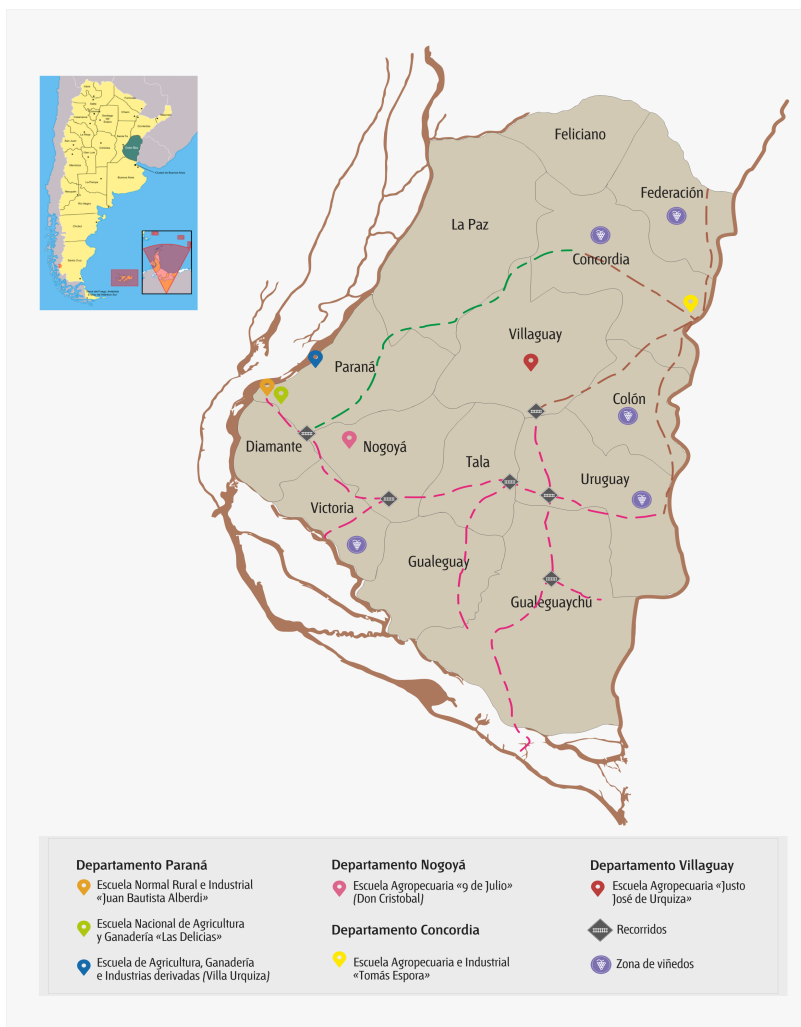 Feliciano
Federación
La Paz
Concordia
Villaguay
Paraná
Colón
Diamante
Nogoyá
Tala
Uruguay
Victoria
Gualeguay
Gualeguaychú
Departamento Paraná
Escuela Normal Rural e Industrial
«Juan Bautista Alberdi»
Escuela Nacional de Agricultura
y Ganadería «Las Delicias»
Escuela de Agricultura, Ganadería
e Industrias derivadas (Villa Urquiza)
Departamento Nogoyá
Escuela Agropecuaria «9 de Julio»
(Don Cristobal)
Departamento Concordia
Escuela Agropecuaria e Industrial
«Tomás Espora»
Departamento Villaguay
Escuela Agropecuaria «Justo
José de Urquiza»
Recorridos
Zona de viñedos